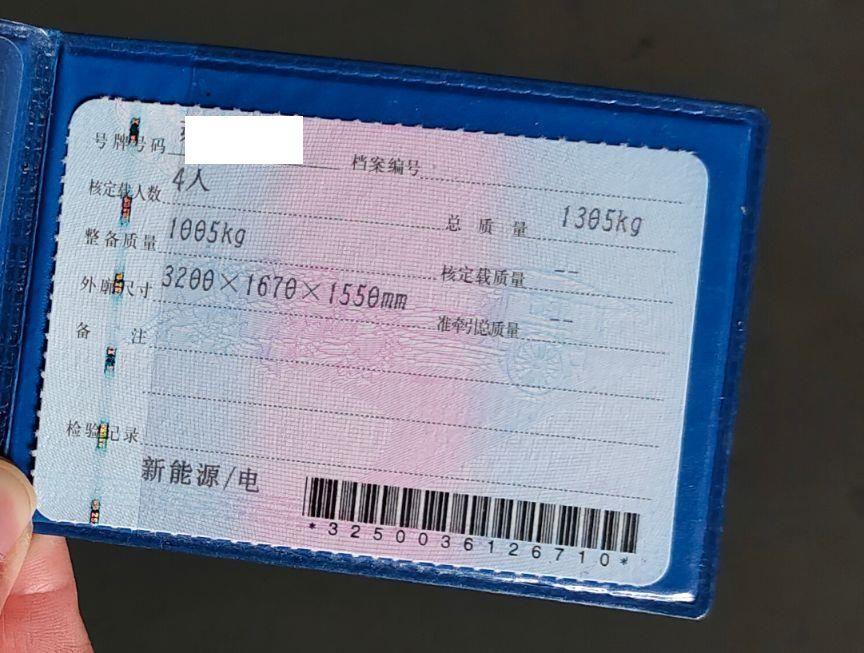 号牌号码 档案编号
核定载人数 4人 总质量 1305kg
整备质量 1005kg 核定载质量 --
外廓尺寸 3200×1670×1550mm 准牵引总质量 --
备注
检验记录
新能源/电
*3250036126710*